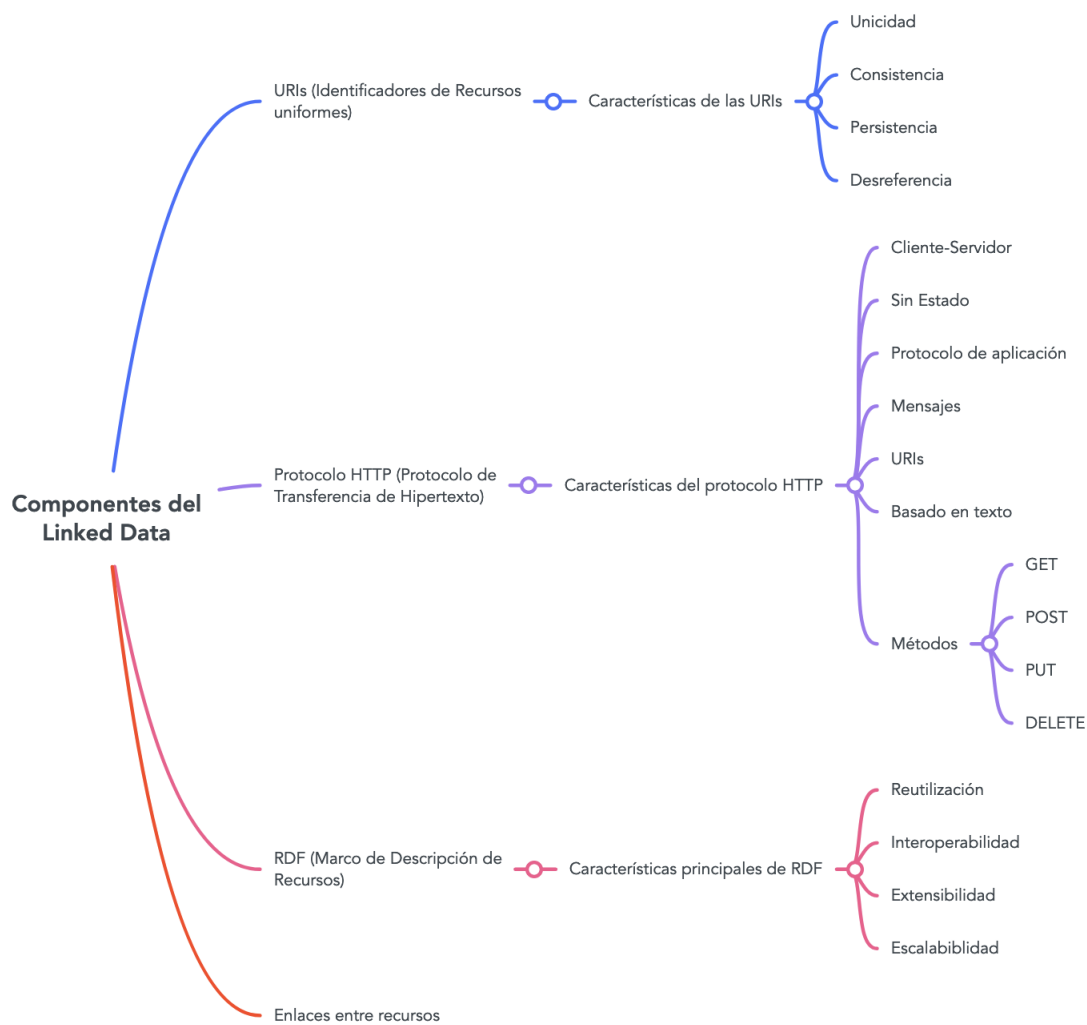 Componentes del
Linked Data
URIs (Identificadores de Recursos
uniformes)
Características de las URIs
Unicidad
Consistencia
Persistencia
Desreferencia
Protocolo HTTP (Protocolo de
Transferencia de Hipertexto)
Características del protocolo HTTP
Cliente-Servidor
Sin Estado
Protocolo de aplicación
Mensajes
URIs
Basado en texto
Métodos
GET
POST
PUT
DELETE
RDF (Marco de Descripción de
Recursos)
Características principales de RDF
Reutilización
Interoperabilidad
Extensibilidad
Escalabiblidad
Enlaces entre recursos